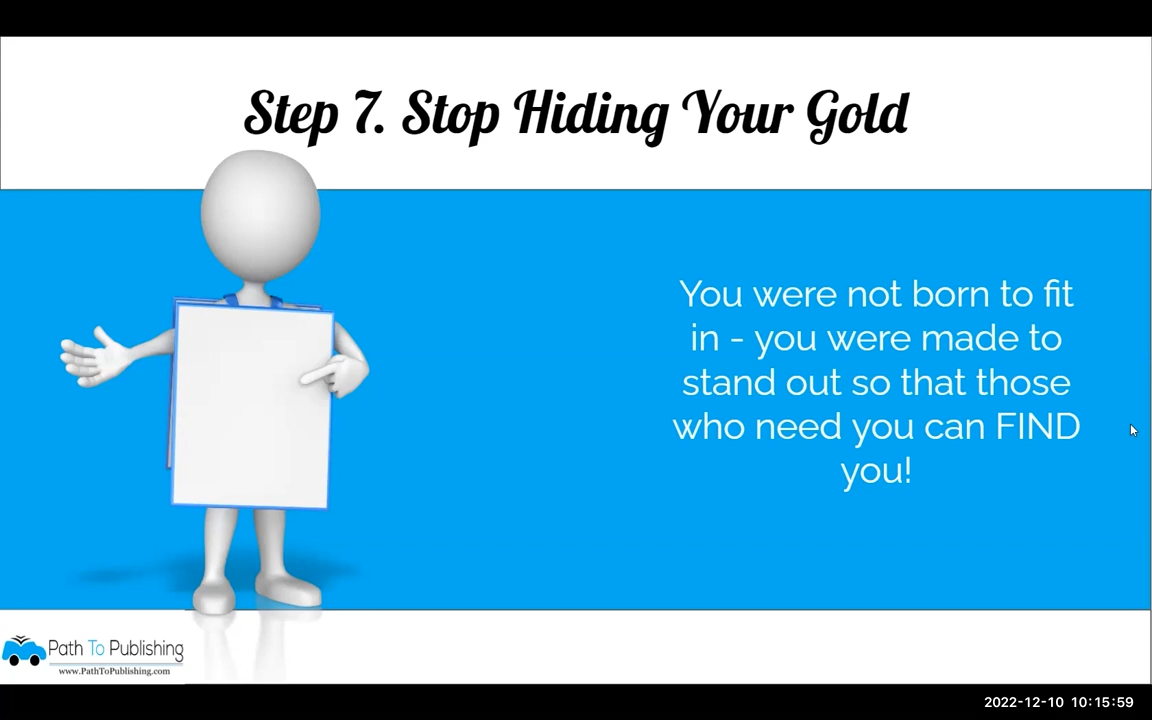 Step 7. Stop Hiding Your Gold
You were not born to fit
in - you were made to
stand out so that those
who need you can FIND
you!
Path To Publishing
www.PathToPublishing.com
2022-12-10 10:15:59